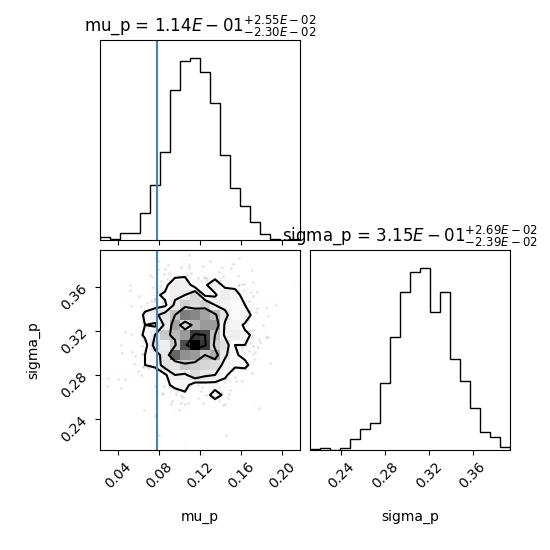 mu_p = 1.14E − 01+2.55E−02 −2.30E−02
sigma_p = 3.15E − 01+2.69E−02 −2.39E−02
0.36
0.32
0.28
0.24
sigma_p
0.04 0.08 0.12 0.16 0.20
0.24 0.28 0.32 0.36
mu_p
sigma_p